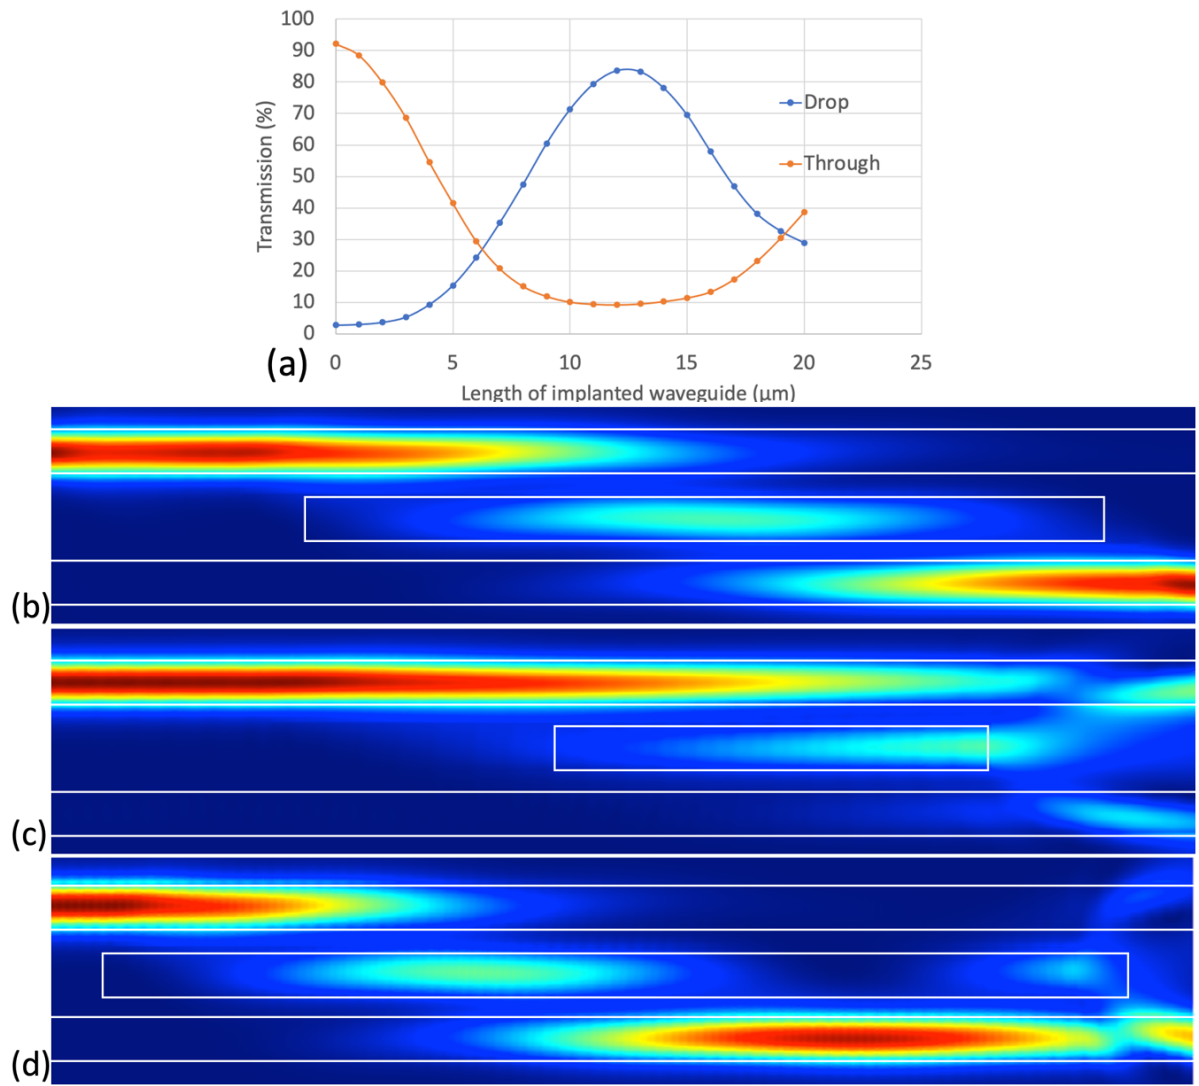 100
90
80
70
60
50
40
30
20
10
0
Transmission (%)
Drop
Through
0 5 10 15 20 25
Length of implanted waveguide (μm)
(a)
(b)
(c)
(d)